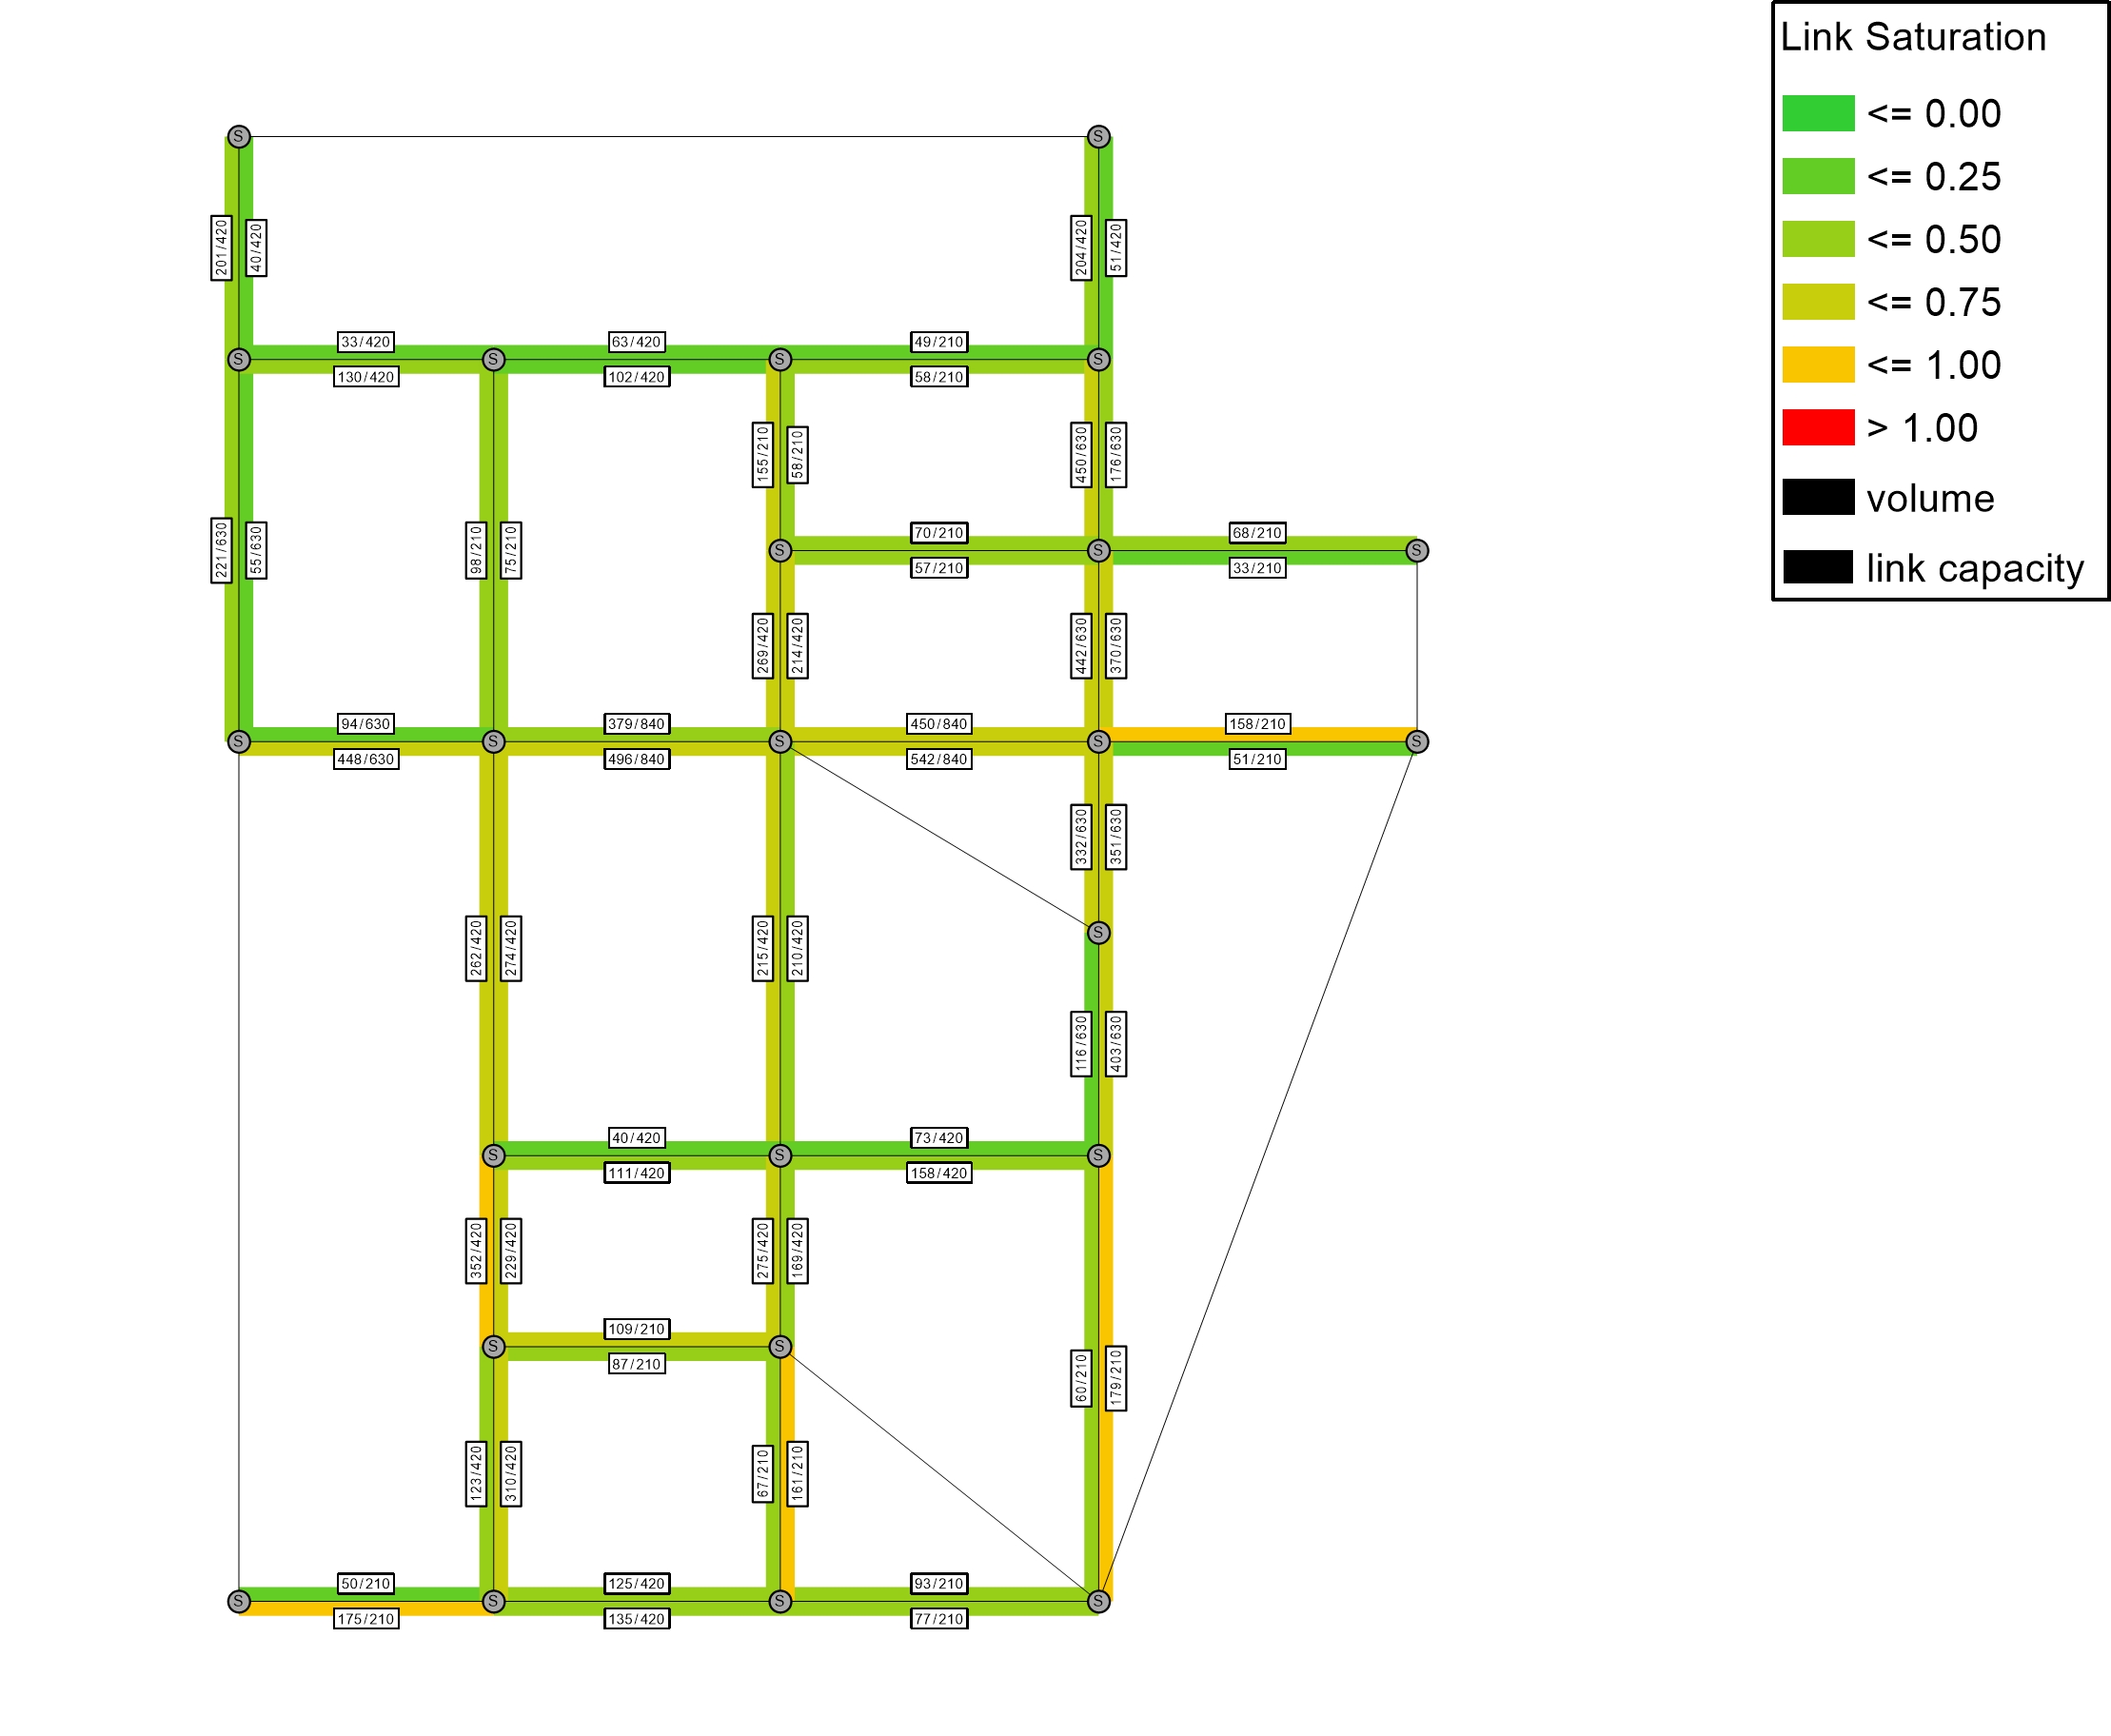 Link Saturation
<= 0.00
<= 0.25
<= 0.50
<= 0.75
<= 1.00
> 1.00
volume
link capacity
S
S
201/420
40/420
204/420
51/420
33/420
63/420
49/210
S
S
S
S
130/420
102/420
58/210
155/210
58/210
450/630
176/630
221/630
55/630
98/210
75/210
70/210
68/210
S
S
S
57/210
33/210
269/420
214/420
442/630
370/630
94/630
379/840
450/840
158/210
S
S
S
S
S
448/630
496/840
542/840
51/210
332/630
351/630
S
262/420
274/420
215/420
210/420
116/630
403/630
40/420
73/420
S
S
S
111/420
158/420
352/420
229/420
275/420
169/420
109/210
S
S
87/210
60/210
179/210
123/420
310/420
67/210
161/210
50/210
125/420
93/210
S
S
S
S
175/210
135/420
77/210